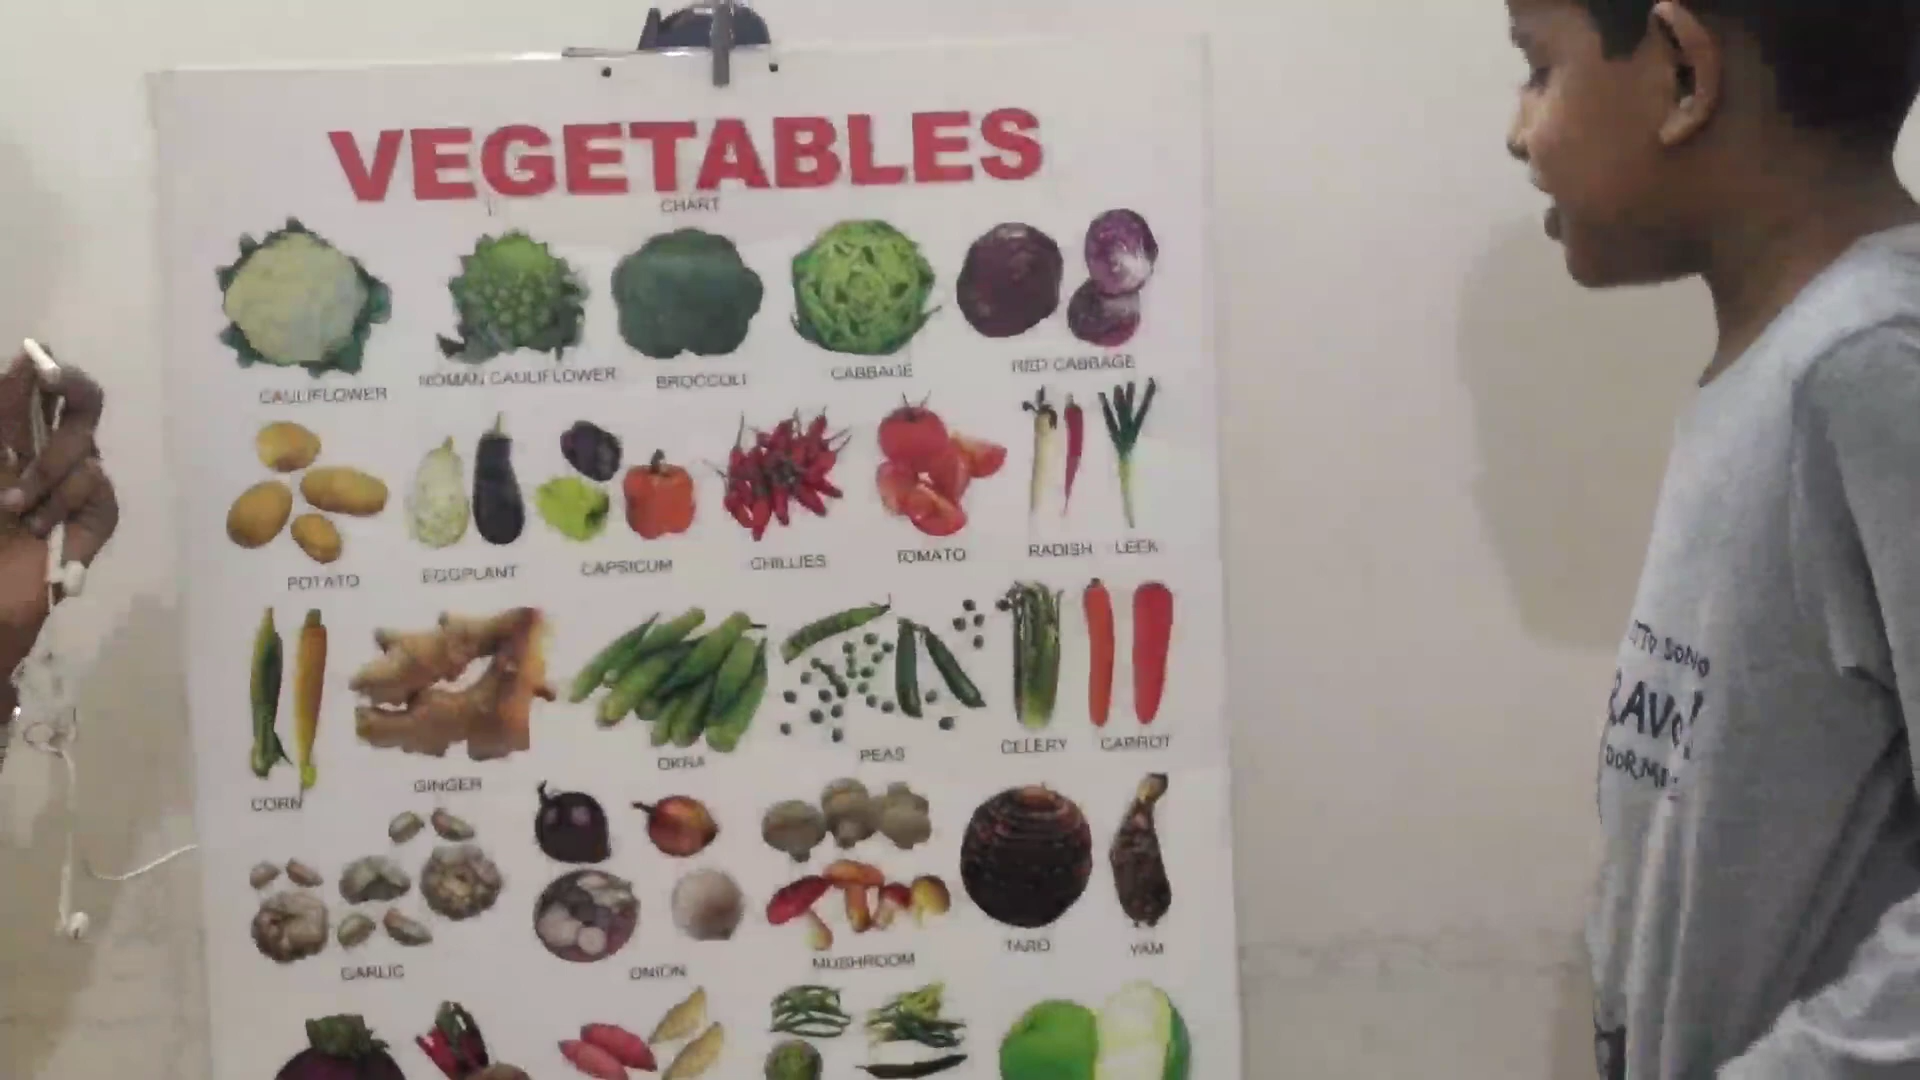 VEGETABLES
CHART
CAULIFLOWER
ROMAN CAULIFLOWER
BROCCOLI
CABBAGE
RED CABBAGE
POTATO
EGGPLANT
CAPSICUM
CHILLIES
TOMATO
RADISH
LEEK
CORN
GINGER
OKRA
PEAS
CELERY
CARROT
GARLIC
ONION
MUSHROOM
TARO
YAM
SONO